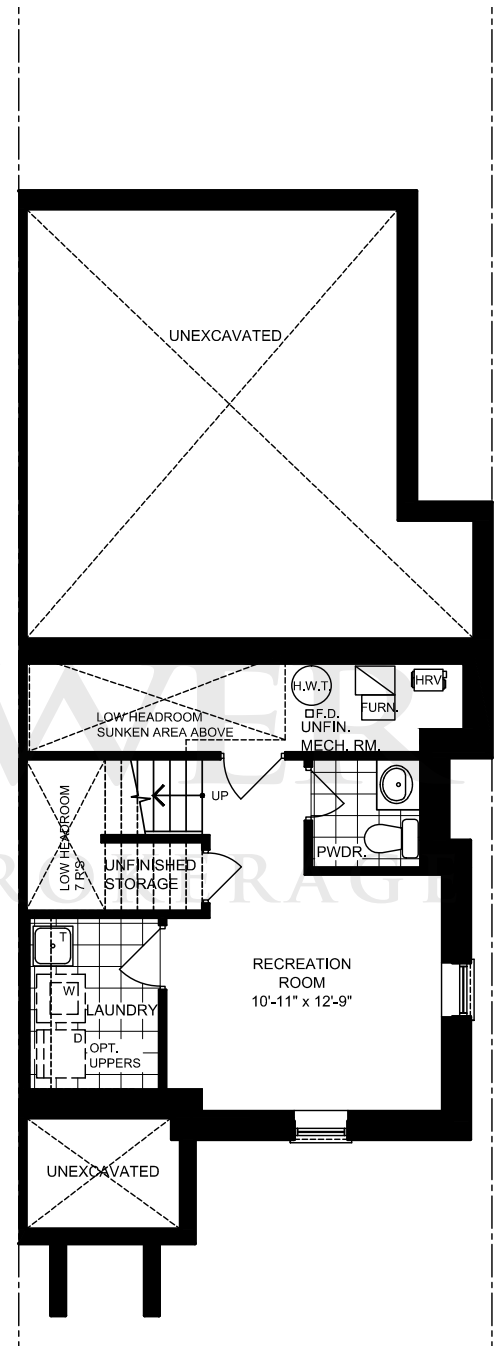 UNEXCAVATED
H.W.T.
HRV
FURN.
F.D.
LOW HEADROOM
SUNKEN AREA ABOVE
UNFIN.
MECH. RM.
UP
LOW HEADROOM
7 R'S
PWDR.
UNFINISHED
STORAGE
T
W
LAUNDRY
D
OPT.
UPPERS
RECREATION
ROOM
10'-11" x 12'-9"
UNEXCAVATED